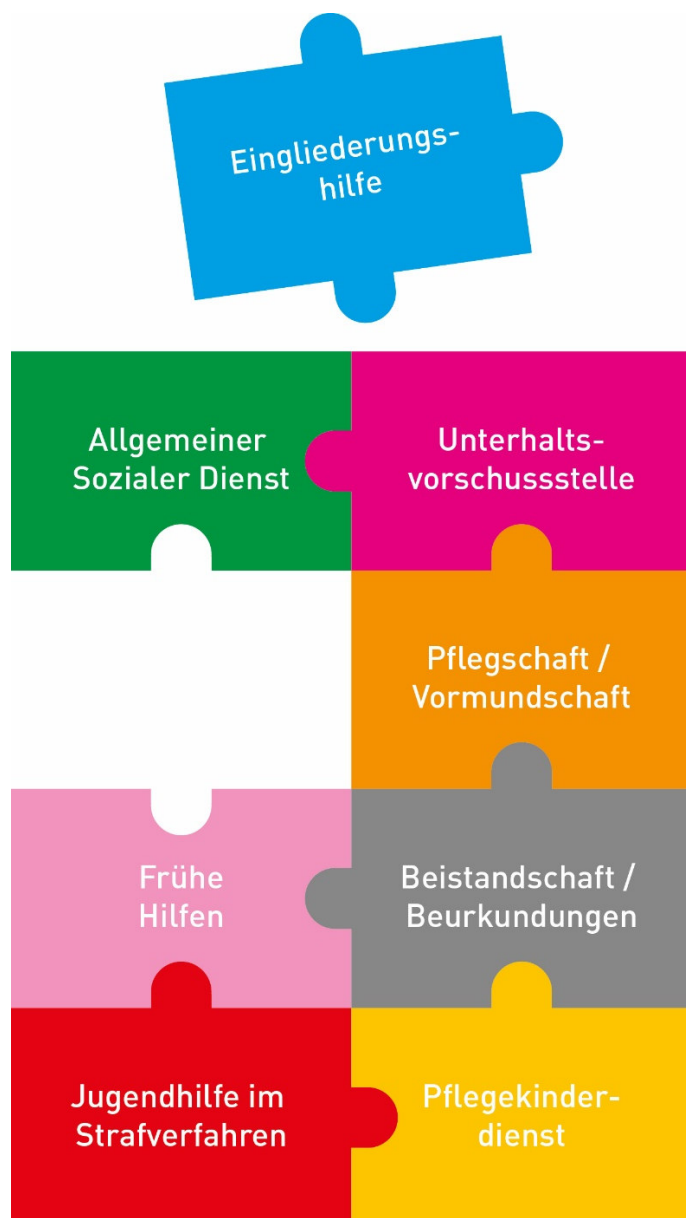 Eingliederungs-
hilfe
Allgemeiner
Sozialer Dienst
Unterhalts-
vorschussstelle
Pflegschaft /
Vormundschaft
Frühe
Hilfen
Beistandschaft /
Beurkundungen
Jugendhilfe im
Strafverfahren
Pflegekinder-
dienst